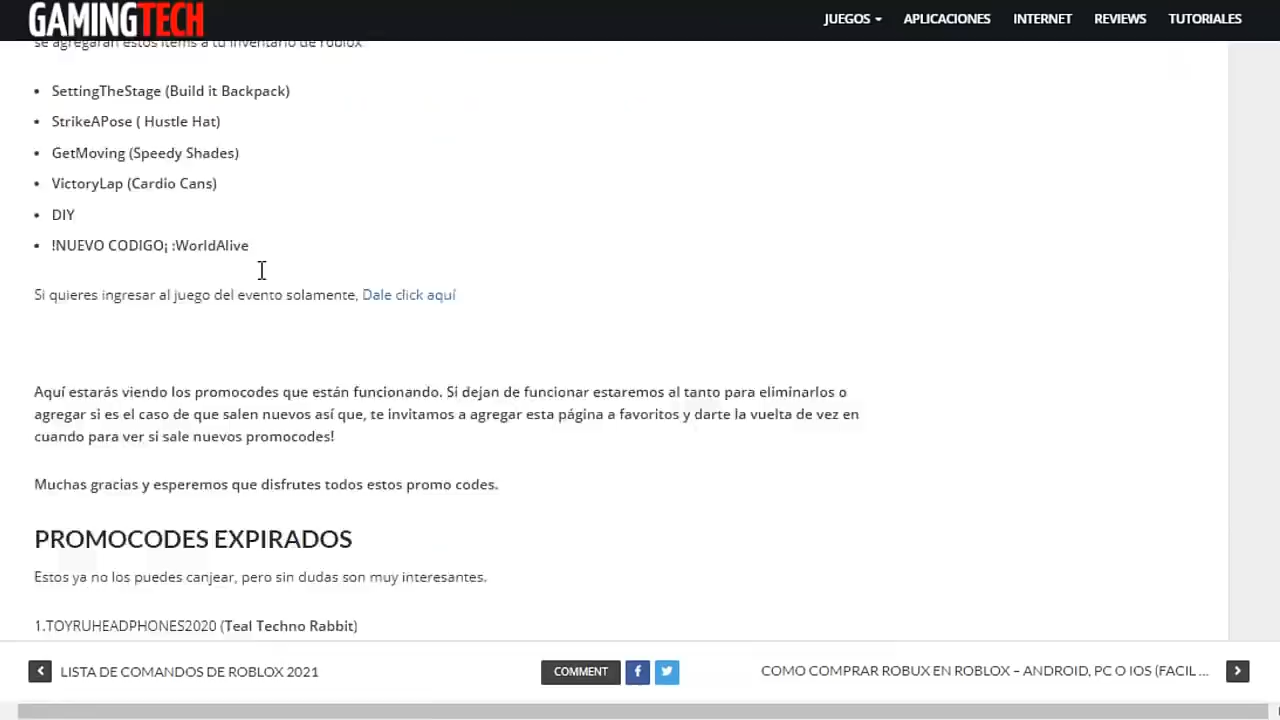 GAMINGTECH
JUEGOS APLICACIONES INTERNET REVIEWS TUTORIALES
se agregaran estos items a tu inventario de roblox
• SettingTheStage (Build it Backpack)
• StrikeAPose ( Hustle Hat)
• GetMoving (Speedy Shades)
• VictoryLap (Cardio Cans)
• DIY
• !NUEVO CODIGO¡ :WorldAlive
Si quieres ingresar al juego del evento solamente, Dale click aquí
Aquí estarás viendo los promocodes que están funcionando. Si dejan de funcionar estaremos al tanto para eliminarlos o
agregar si es el caso de que salen nuevos así que, te invitamos a agregar esta página a favoritos y darte la vuelta de vez en
cuando para ver si sale nuevos promocodes!
Muchas gracias y esperemos que disfrutes todos estos promo codes.
PROMOCODES EXPIRADOS
Estos ya no los puedes canjear, pero sin dudas son muy interesantes.
1.TOYRUHEADPHONES2020 (Teal Techno Rabbit)
LISTA DE COMANDOS DE ROBLOX 2021
COMMENT
COMO COMPRAR ROBUX EN ROBLOX – ANDROID, PC O IOS (FACIL ...